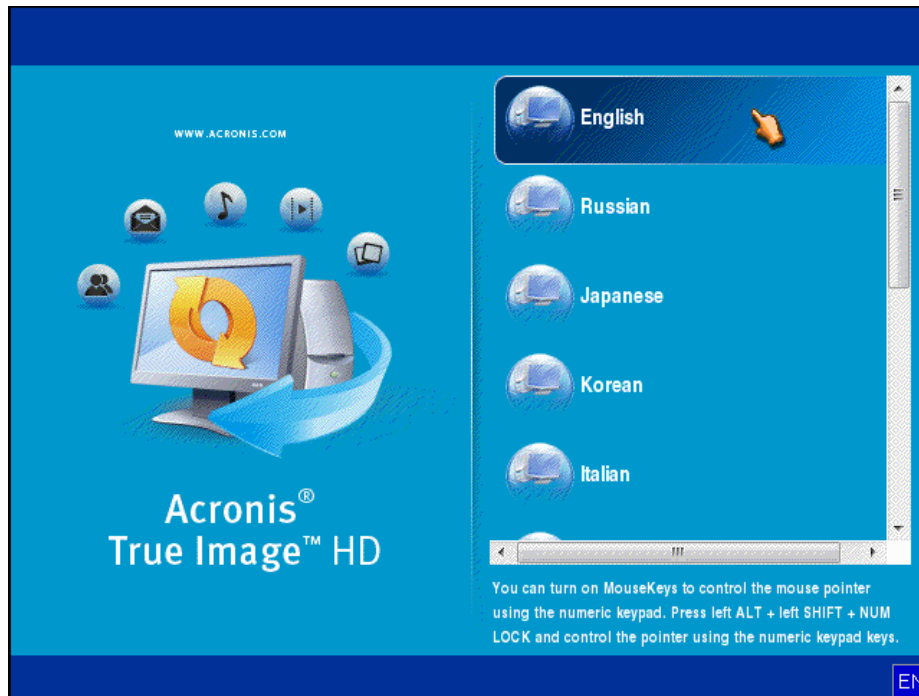 WWW.ACRONIS.COM
Acronis®
True Image™ HD
English
Russian
Japanese
Korean
Italian
You can turn on MouseKeys to control the mouse pointer
using the numeric keypad. Press left ALT + left SHIFT + NUM
LOCK and control the pointer using the numeric keypad keys.
EN